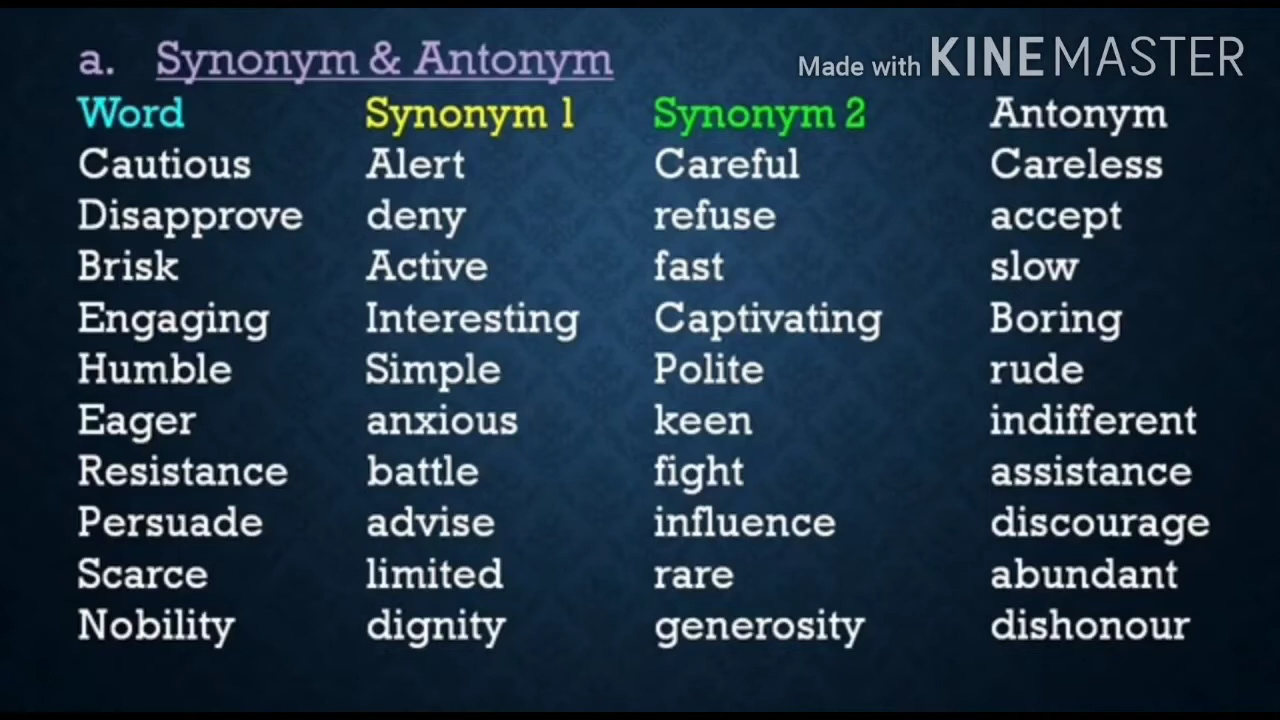 a. Synonym & Antonym
Made with KINEMASTER
Word Synonym 1 Synonym 2 Antonym
Cautious Alert Careful Careless
Disapprove deny refuse accept
Brisk Active fast slow
Engaging Interesting Captivating Boring
Humble Simple Polite rude
Eager anxious keen indifferent
Resistance battle fight assistance
Persuade advise influence discourage
Scarce limited rare abundant
Nobility dignity generosity dishonour